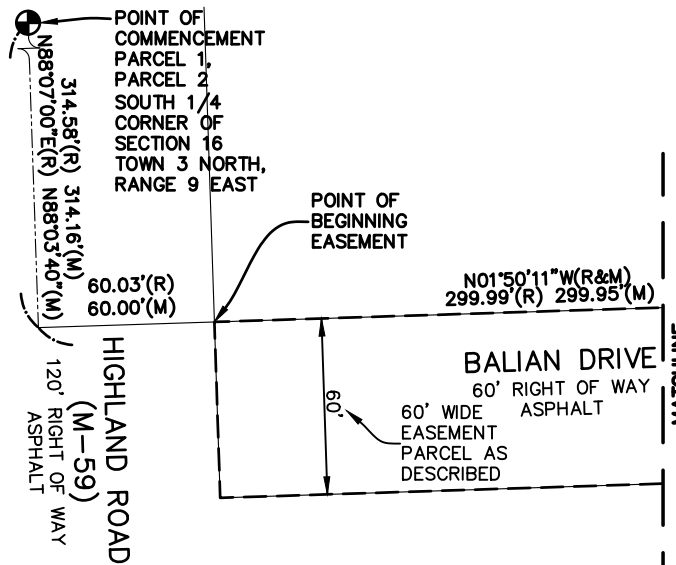 POINT OF
COMMENCEMENT
PARCEL 1,
PARCEL 2
SOUTH 1/4
CORNER OF
SECTION 16
TOWN 3 NORTH,
RANGE 9 EAST
314.58'(R) 314.16'(M)
N88°07'00"E(R) N88°03'40"(M)
POINT OF
BEGINNING
EASEMENT
60.03'(R)
60.00'(M)
N01°50'11"W(R&M)
299.99'(R) 299.95'(M)
BALIAN DRIVE
60' RIGHT OF WAY
ASPHALT
60'
60' WIDE
EASEMENT
PARCEL AS
DESCRIBED
HIGHLAND ROAD
(M-59)
120' RIGHT OF WAY
ASPHALT